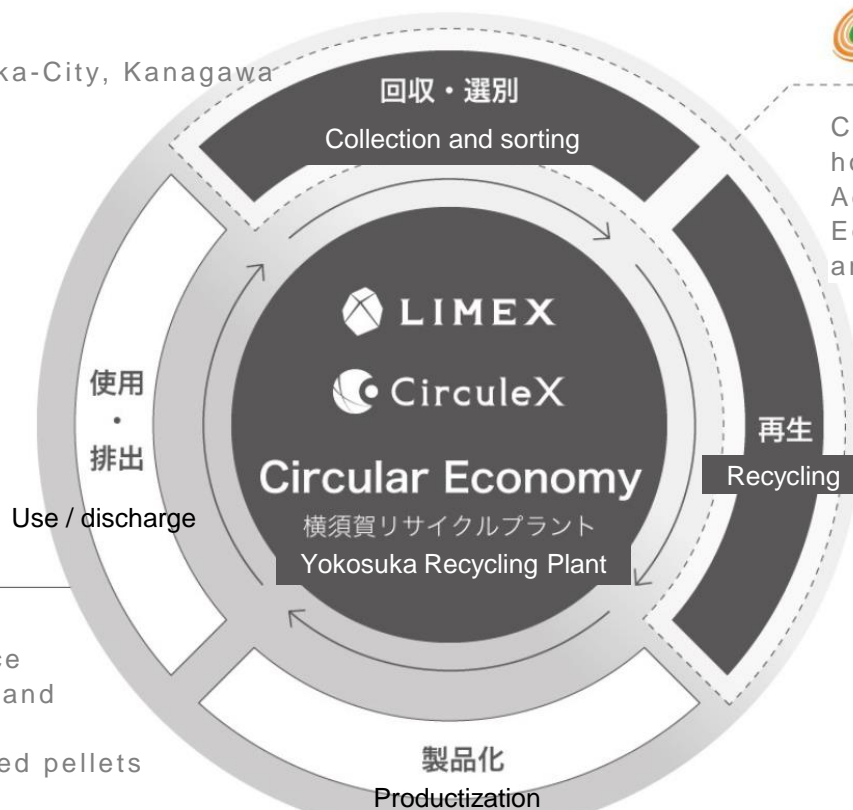 ka-City, Kanagawa
回収・選別
Collection and sorting
LIMEX
CirculeX
Circular Economy
横須賀リサイクルプラント
Yokosuka Recycling Plant
使用
・
排出
Use / discharge
再生
Recycling
and
ed pellets
製品化
Productization